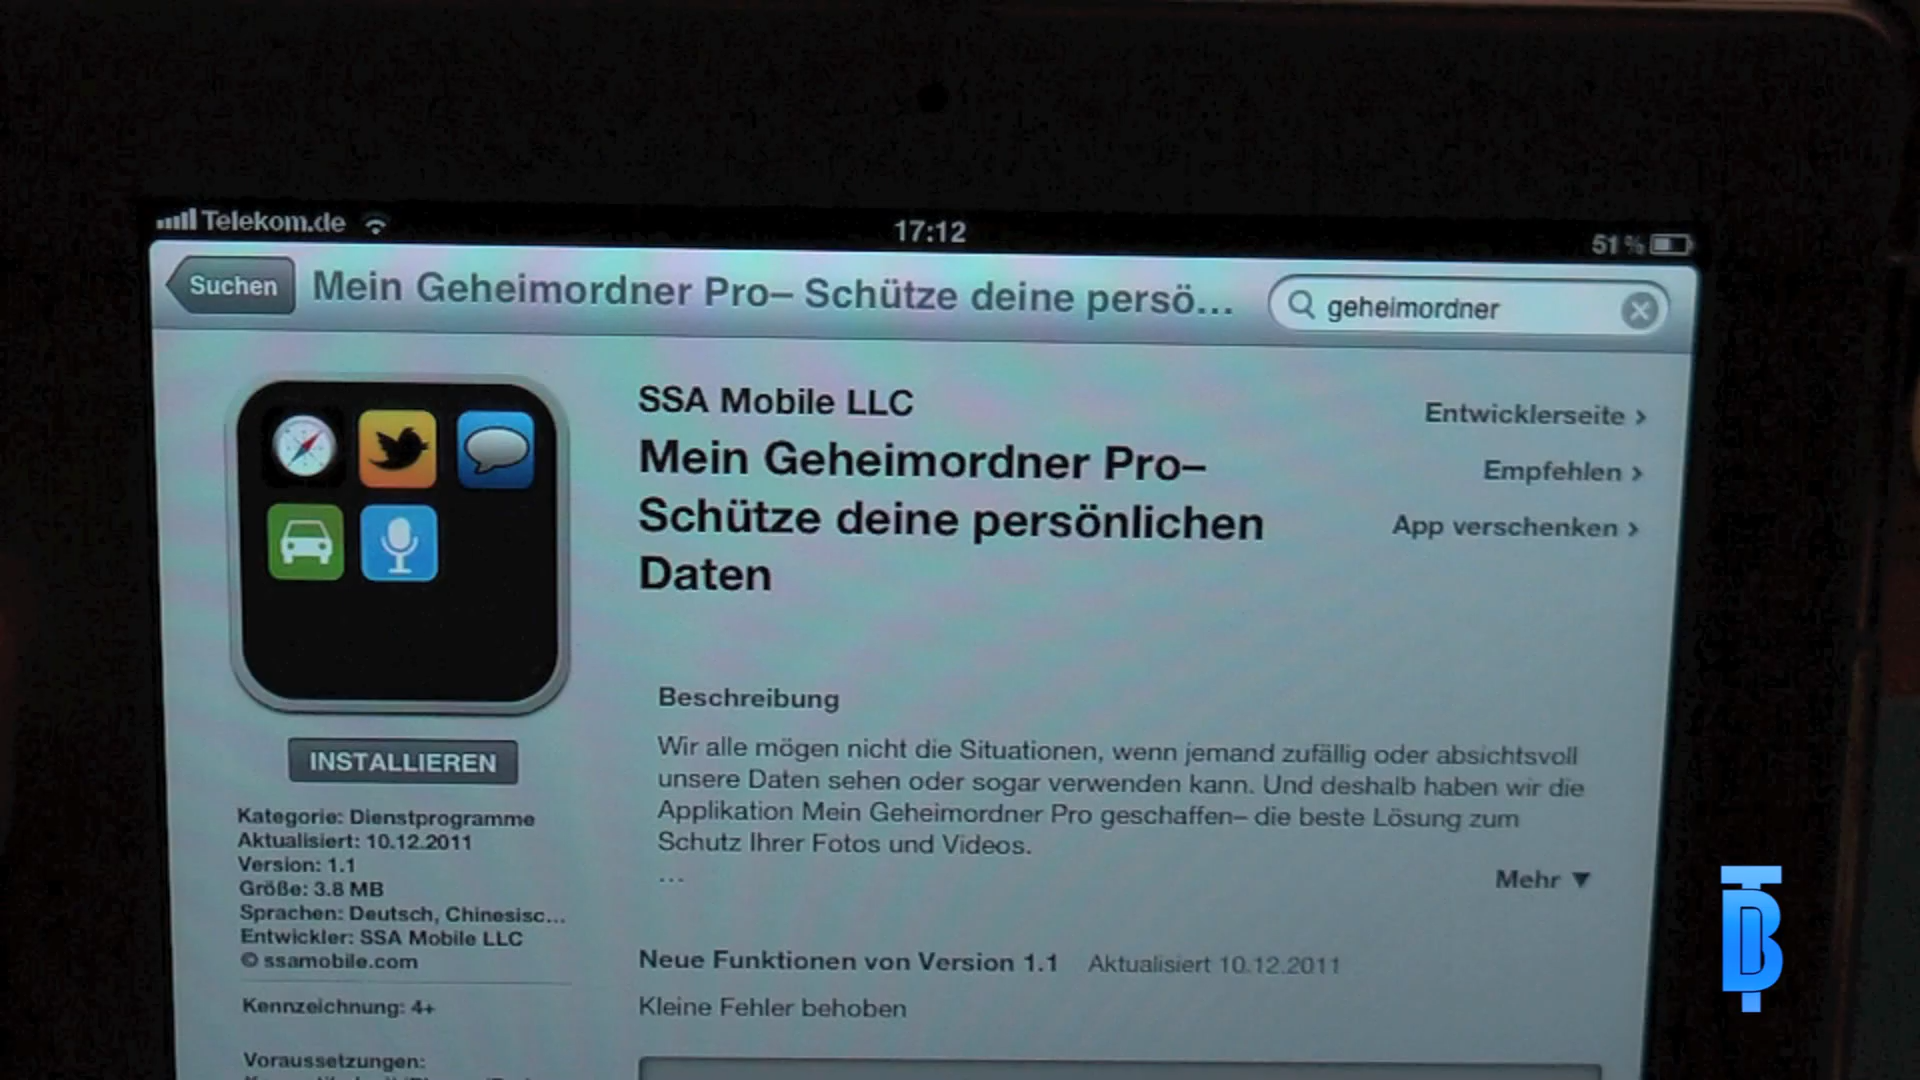 Telekom.de
17:12
51 %
Suchen
Mein Geheimordner Pro– Schütze deine persö...
geheimordner
SSA Mobile LLC
Mein Geheimordner Pro–
Schütze deine persönlichen
Daten
Entwicklerseite >
Empfehlen >
App verschenken >
INSTALLIEREN
Kategorie: Dienstprogramme
Aktualisiert: 10.12.2011
Version: 1.1
Größe: 3.8 MB
Sprachen: Deutsch, Chinesisc...
Entwickler: SSA Mobile LLC
© ssamobile.com
Kennzeichnung: 4+
Voraussetzungen:
Beschreibung
Wir alle mögen nicht die Situationen, wenn jemand zufällig oder absichtsvoll
unsere Daten sehen oder sogar verwenden kann. Und deshalb haben wir die
Applikation Mein Geheimordner Pro geschaffen– die beste Lösung zum
Schutz Ihrer Fotos und Videos.
...
Mehr ▼
Neue Funktionen von Version 1.1 Aktualisiert 10.12.2011
Kleine Fehler behoben